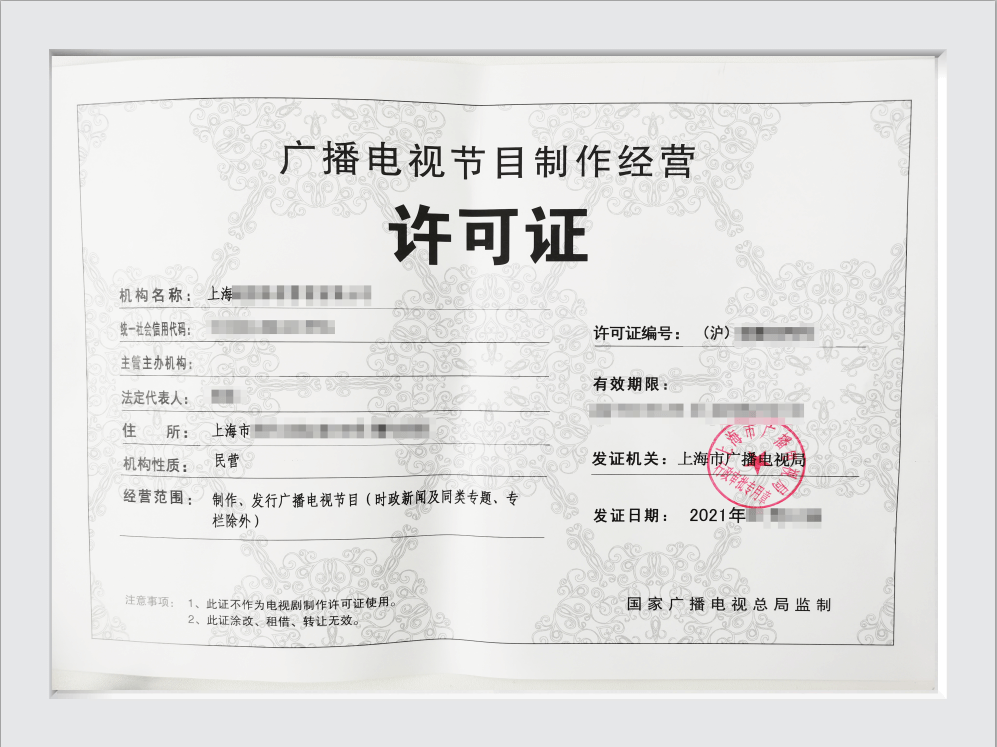 广播电视节目制作经营
许可证
机构名称：上海
统一社会信用代码：
主管主办机构：
法定代表人：
住 所：上海市
机构性质：民营
经营范围：制作、发行广播电视节目（时政新闻及同类专题、专
栏除外）
许可证编号：（沪）
有效期限：
发证机关：上海市广播电视局
上海市广播电视局
行政审批专用章
发证日期：2021年
注意事项：1、此证不作为电视剧制作许可证使用。
2、此证涂改、租借、转让无效。
国家广播电视总局监制